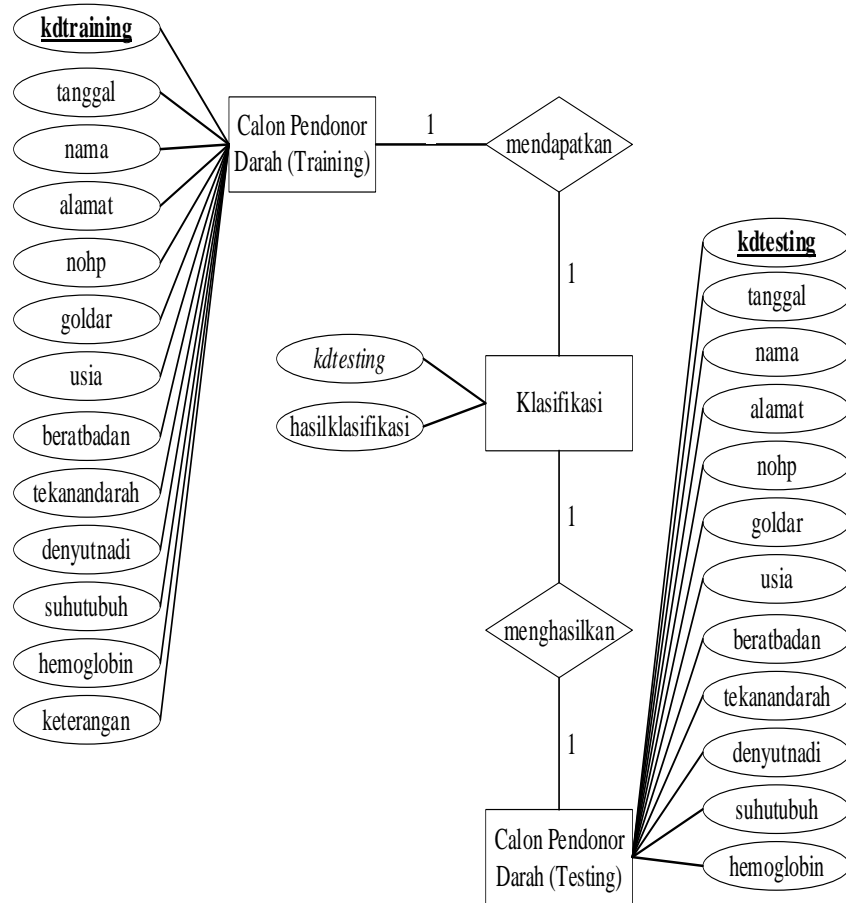 kdtraining
tanggal
nama
alamat
nohp
goldar
usia
beratbadan
tekanandarah
denyutnadi
suhutubuh
hemoglobin
keterangan
Calon Pendonor
Darah (Training)
1
mendapatkan
1
kdtesting
hasilklasifikasi
Klasifikasi
1
menghasilkan
1
Calon Pendonor
Darah (Testing)
kdtesting
tanggal
nama
alamat
nohp
goldar
usia
beratbadan
tekanandarah
denyutnadi
suhutubuh
hemoglobin